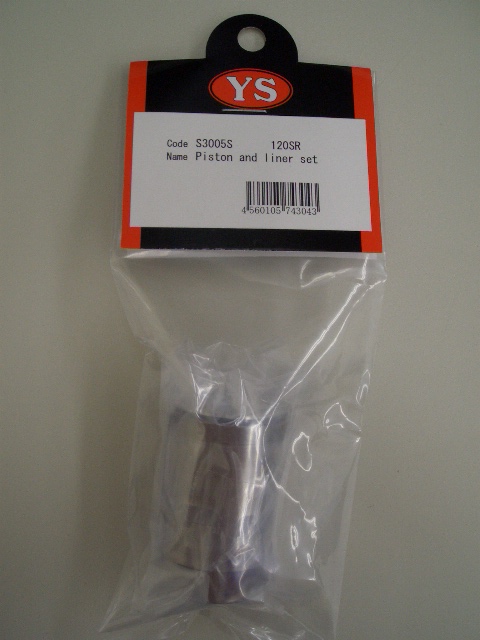 YS
Code S3005S 120SR
Name Piston and liner set
4 560105 743043